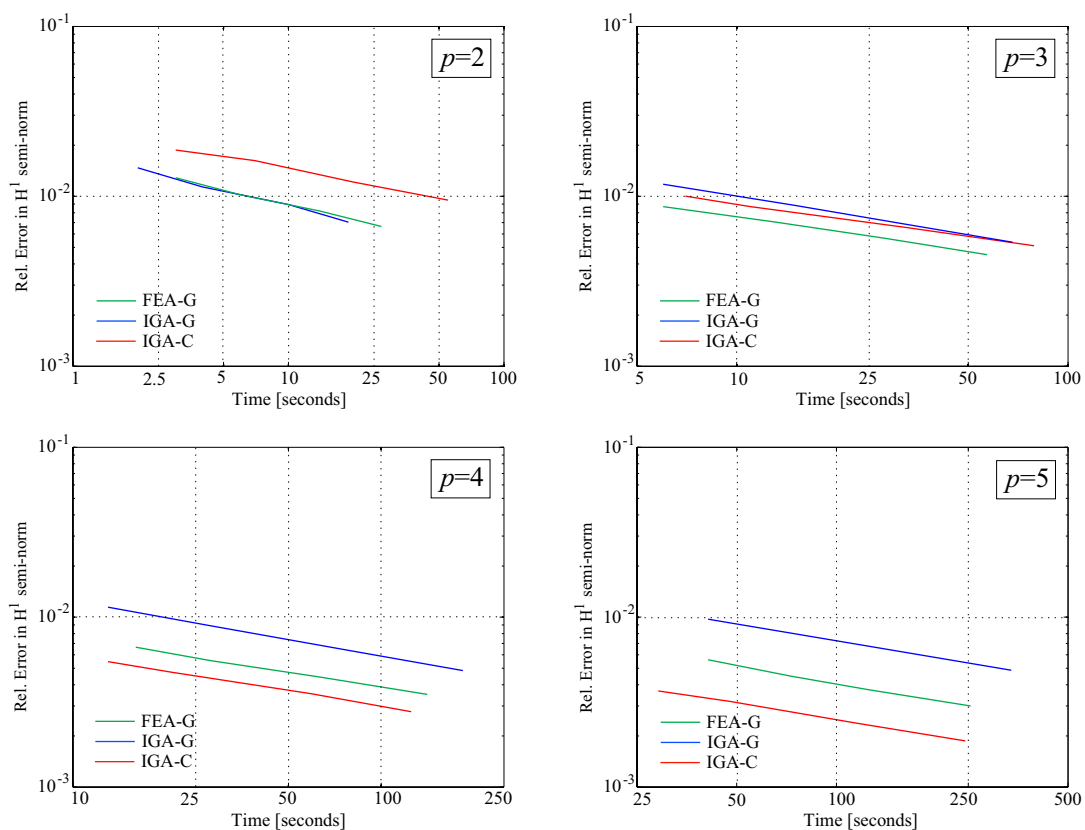 10^-1
p=2
Rel. Error in H^1 semi-norm
10^-2
FEA-G
IGA-G
IGA-C
10^-3
1 2.5 5 10 25 50 100
Time [seconds]
10^-1
p=3
Rel. Error in H^1 semi-norm
10^-2
FEA-G
IGA-G
IGA-C
10^-3
5 10 25 50 100
Time [seconds]
10^-1
p=4
Rel. Error in H^1 semi-norm
10^-2
FEA-G
IGA-G
IGA-C
10^-3
10 25 50 100 250
Time [seconds]
10^-1
p=5
Rel. Error in H^1 semi-norm
10^-2
FEA-G
IGA-G
IGA-C
10^-3
25 50 100 250 500
Time [seconds]